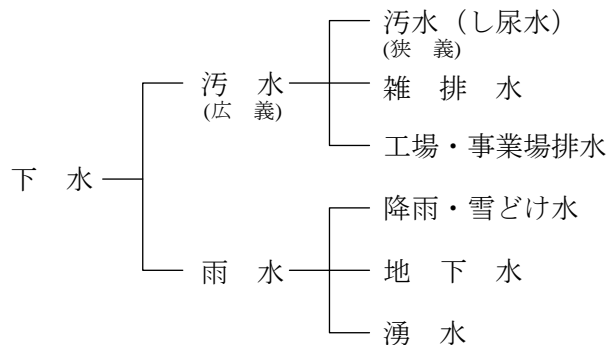 汚水（し尿水）
(狭　義)
汚　水
(広　義)
雑　排　水
工場・事業場排水
下　水
降雨・雪どけ水
雨　水
地　下　水
湧　水